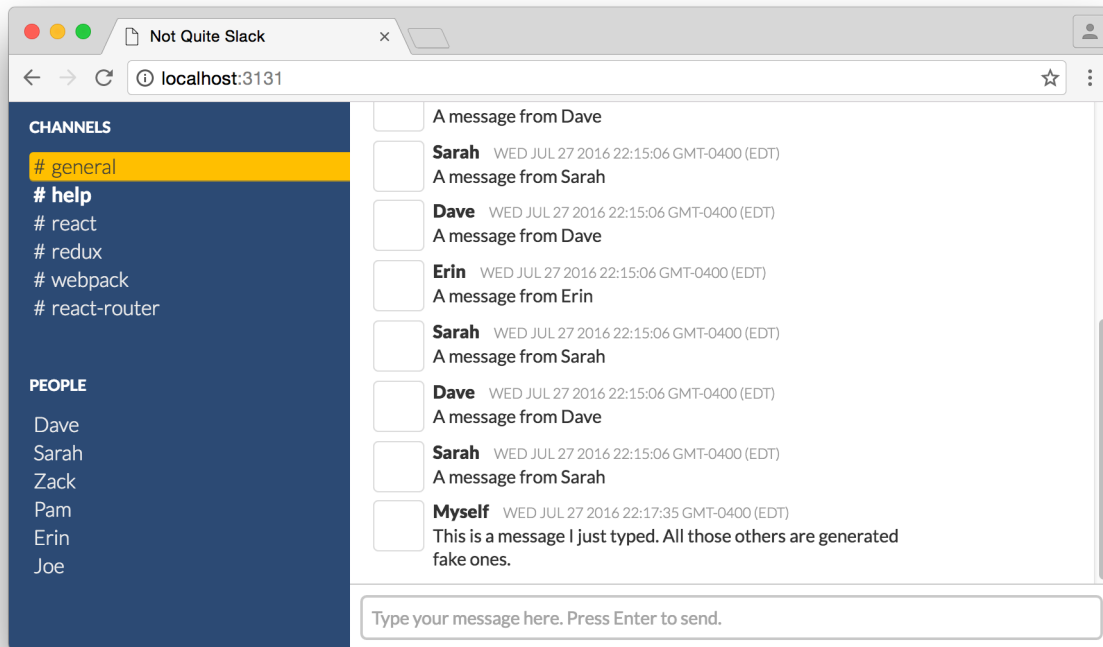 Not Quite Slack
localhost:3131
CHANNELS
# general
# help
# react
# redux
# webpack
# react-router
PEOPLE
Dave
Sarah
Zack
Pam
Erin
Joe
A message from Dave
Sarah WED JUL 27 2016 22:15:06 GMT-0400 (EDT)
A message from Sarah
Dave WED JUL 27 2016 22:15:06 GMT-0400 (EDT)
A message from Dave
Erin WED JUL 27 2016 22:15:06 GMT-0400 (EDT)
A message from Erin
Sarah WED JUL 27 2016 22:15:06 GMT-0400 (EDT)
A message from Sarah
Dave WED JUL 27 2016 22:15:06 GMT-0400 (EDT)
A message from Dave
Sarah WED JUL 27 2016 22:15:06 GMT-0400 (EDT)
A message from Sarah
Myself WED JUL 27 2016 22:17:35 GMT-0400 (EDT)
This is a message I just typed. All those others are generated
fake ones.
Type your message here. Press Enter to send.